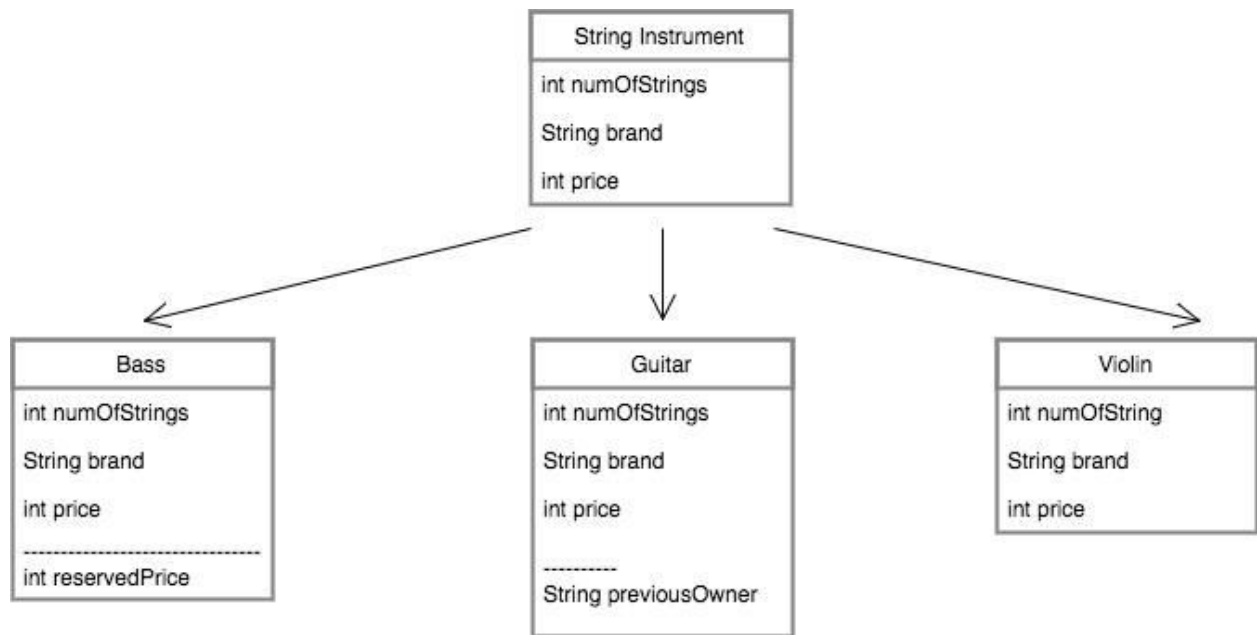 String Instrument
int numOfStrings
String brand
int price
Bass
int numOfStrings
String brand
int price
--------------------------------
int reservedPrice
Guitar
int numOfStrings
String brand
int price
----------
String previousOwner
Violin
int numOfString
String brand
int price